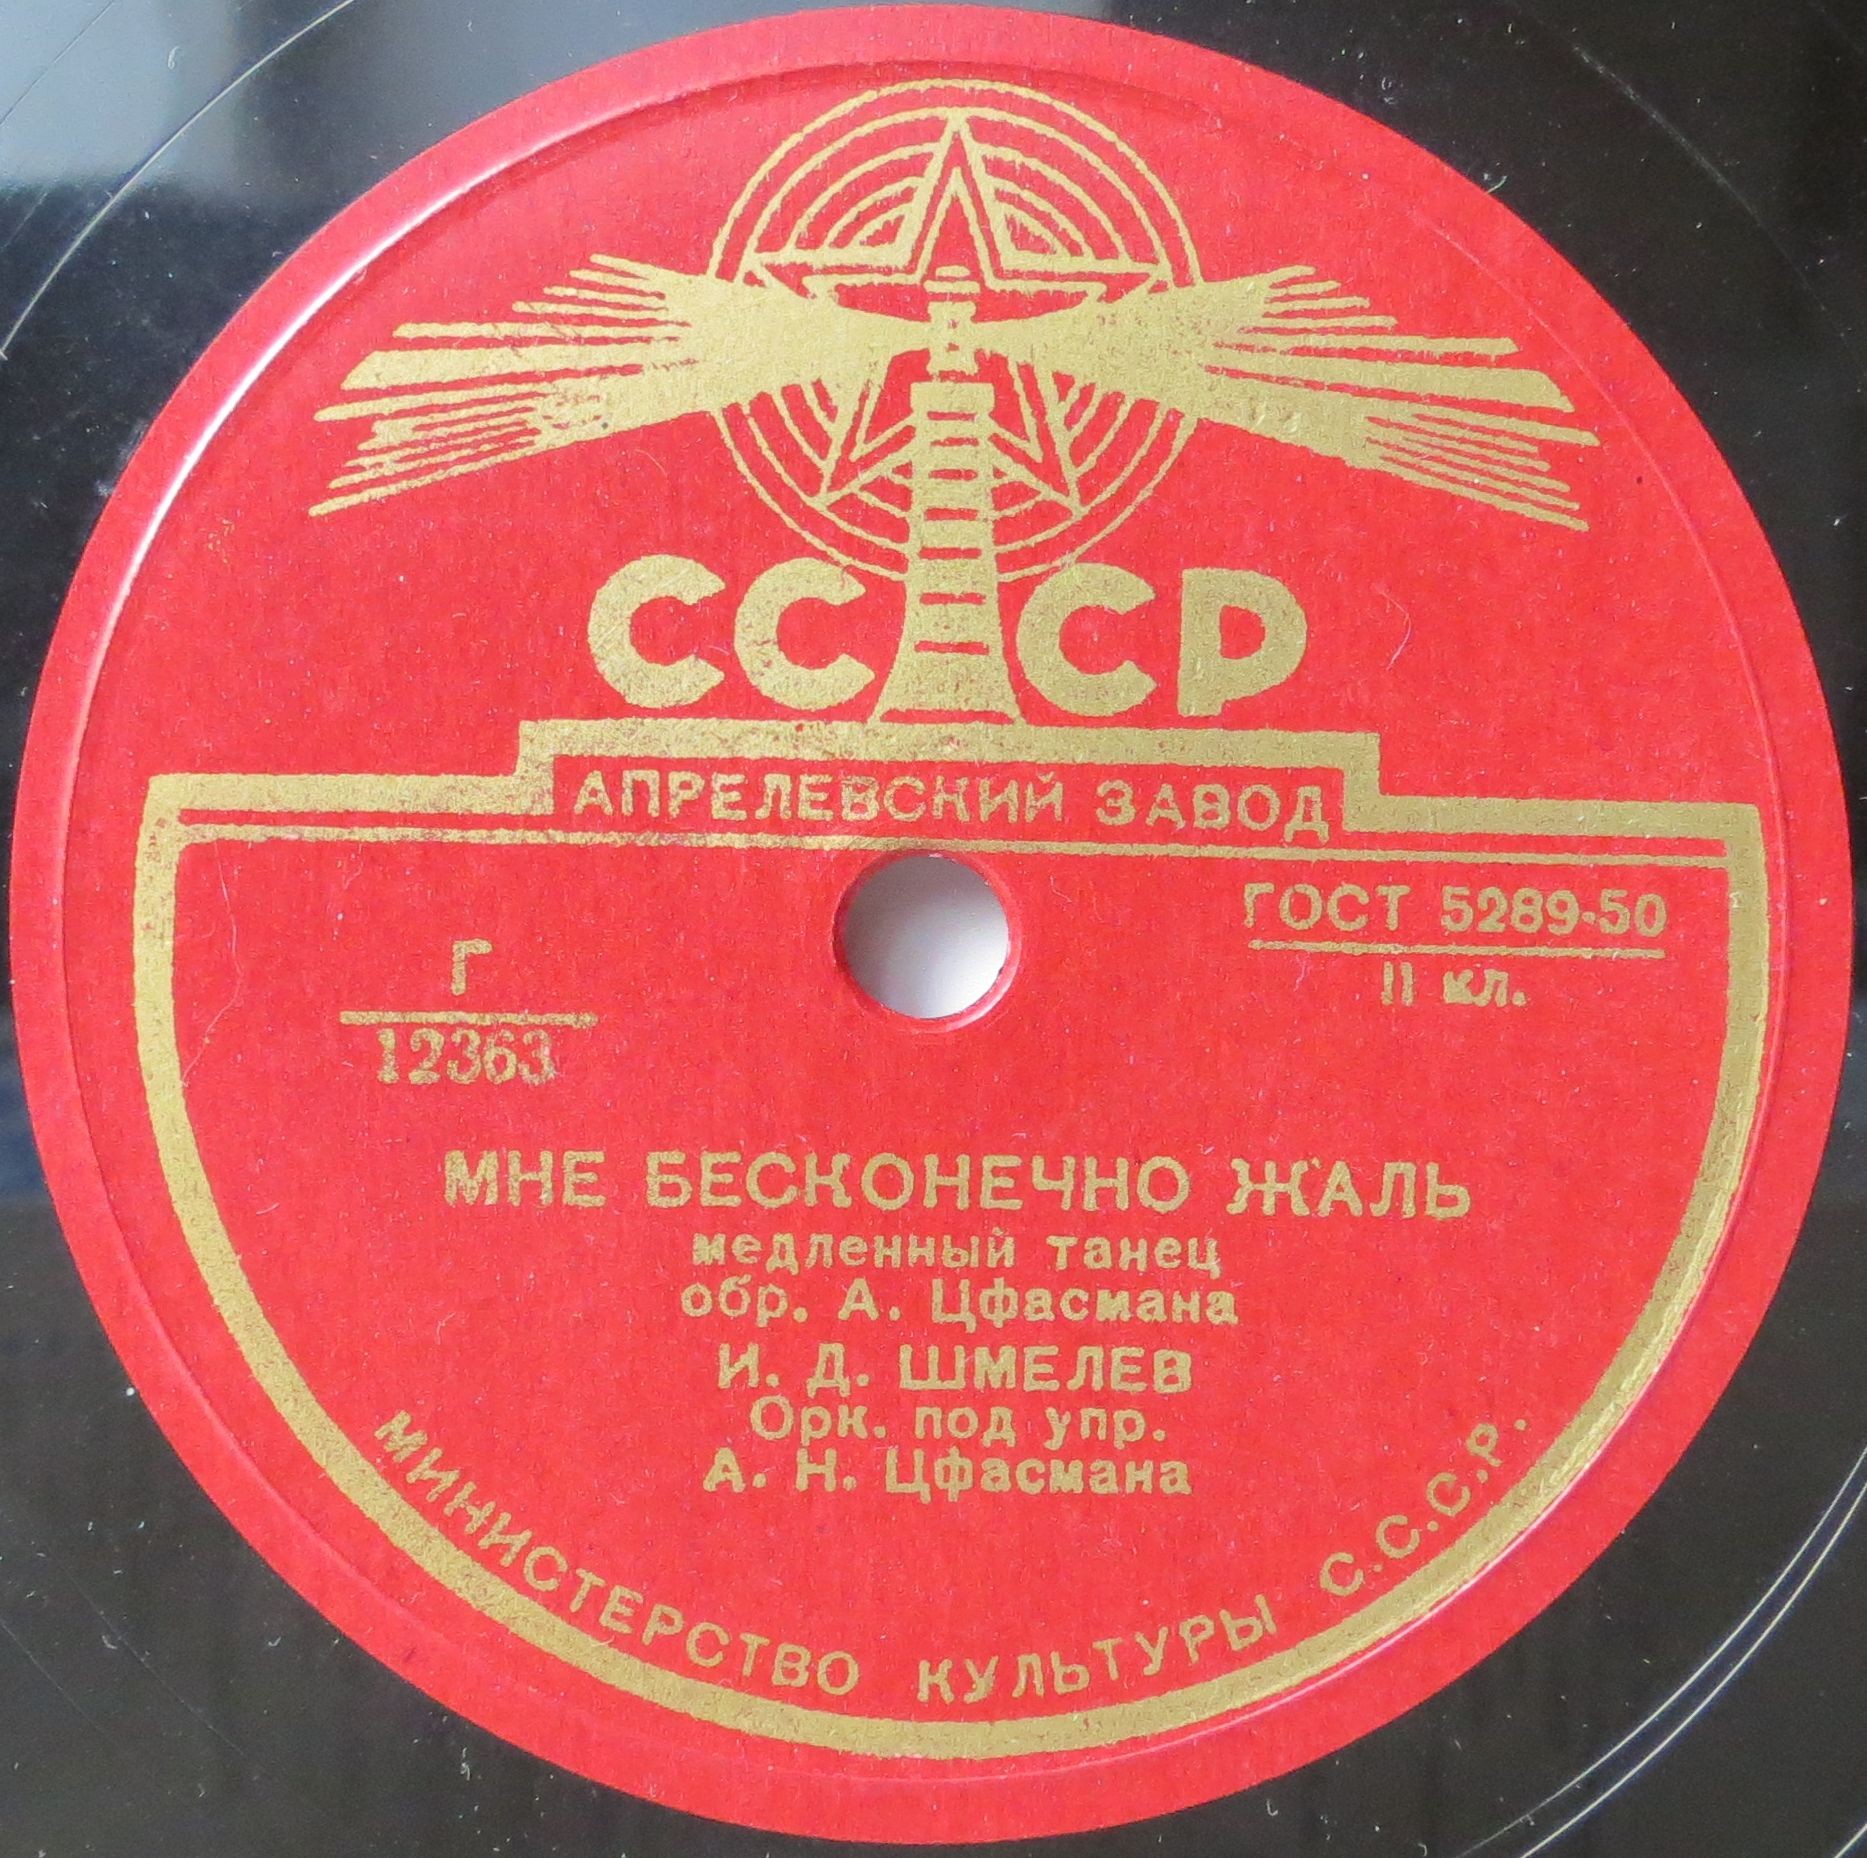 СССР
АПРЕЛЕВСКИЙ ЗАВОД
ГОСТ 5289-50
II кл.
Г
12363
МНЕ БЕСКОНЕЧНО ЖАЛЬ
медленный танец
обр. А. Цфасмана
И. Д. ШМЕЛЕВ
Орк. под упр.
А. Н. Цфасмана
МИНИСТЕРСТВО КУЛЬТУРЫ С.С.С.Р.